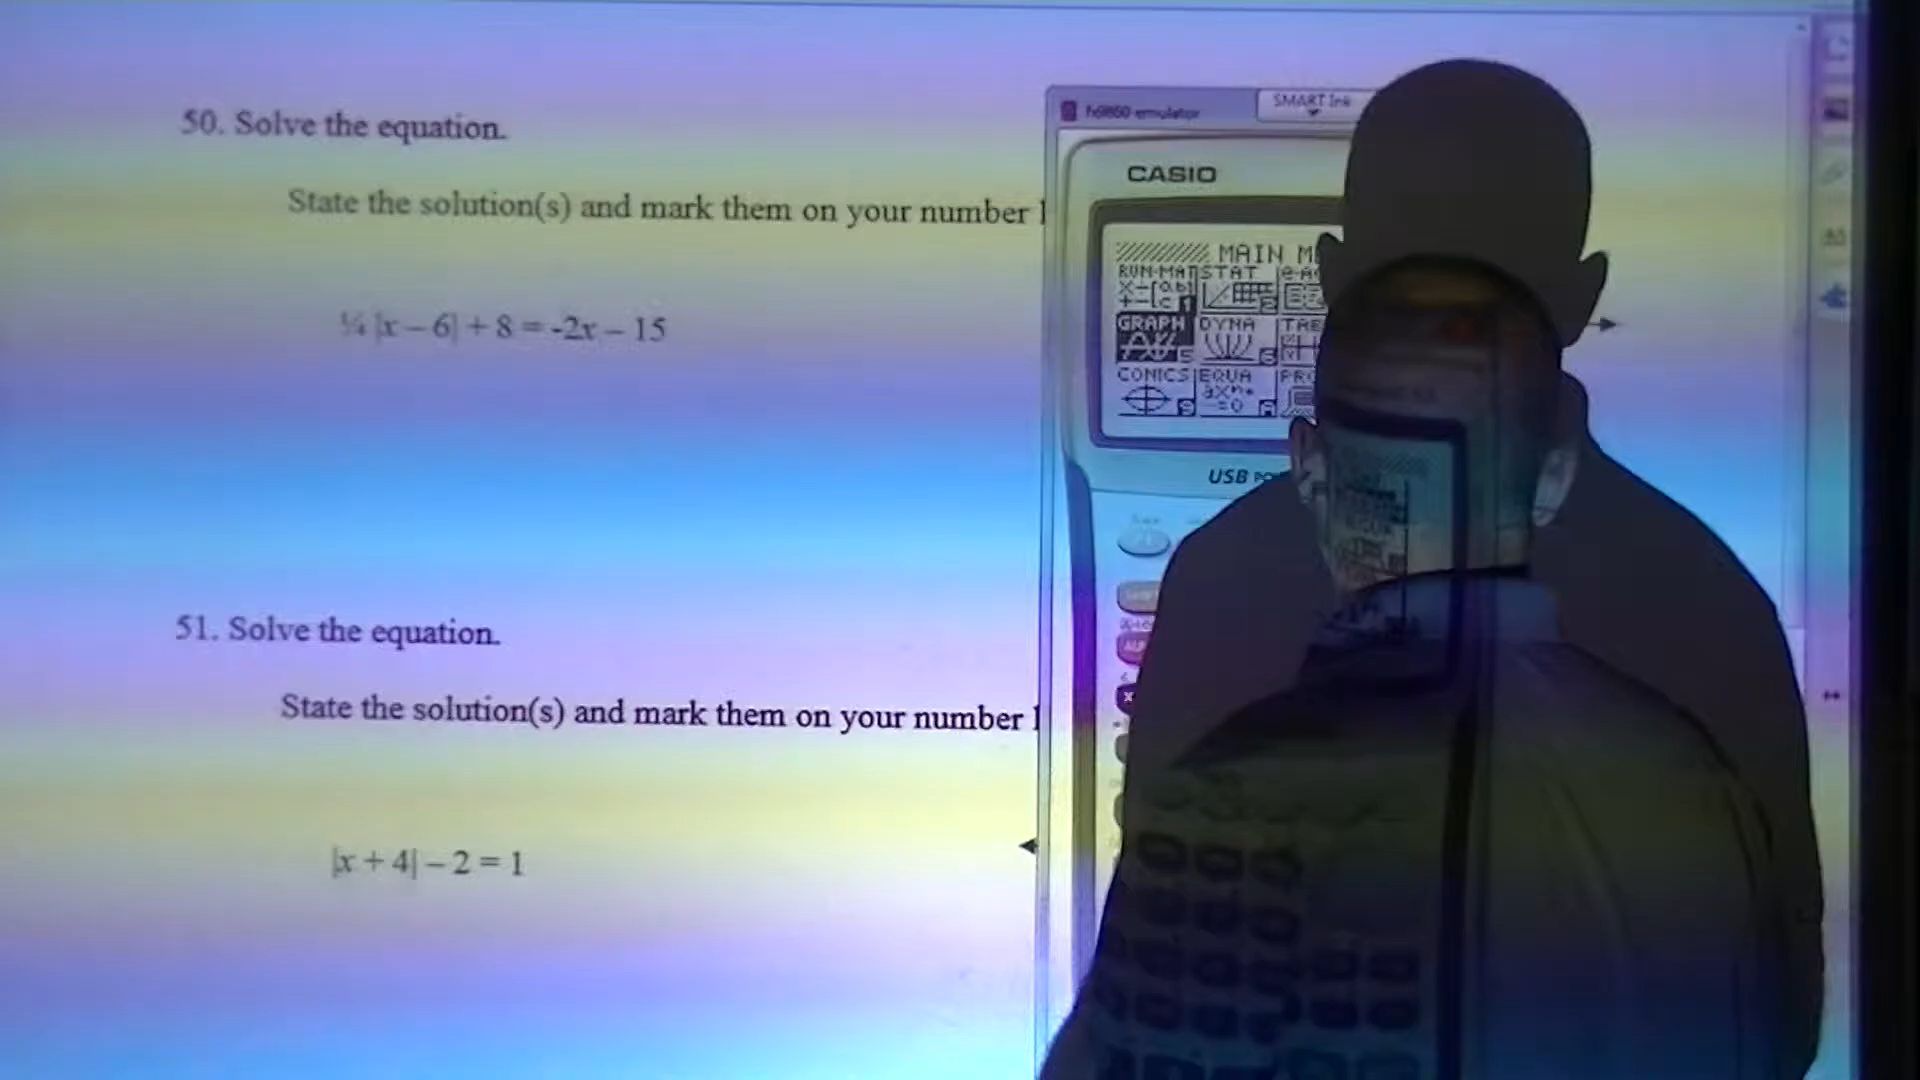 50. Solve the equation.
State the solution(s) and mark them on your number
¼ |x – 6| + 8 = -2x – 15
51. Solve the equation.
State the solution(s) and mark them on your number
|x + 4| – 2 = 1
fx9860 emulator
SMART Ink
CASIO
MAIN
RUN-MAT STAT
GRAPH DYNA
CONICS EQUA
USB